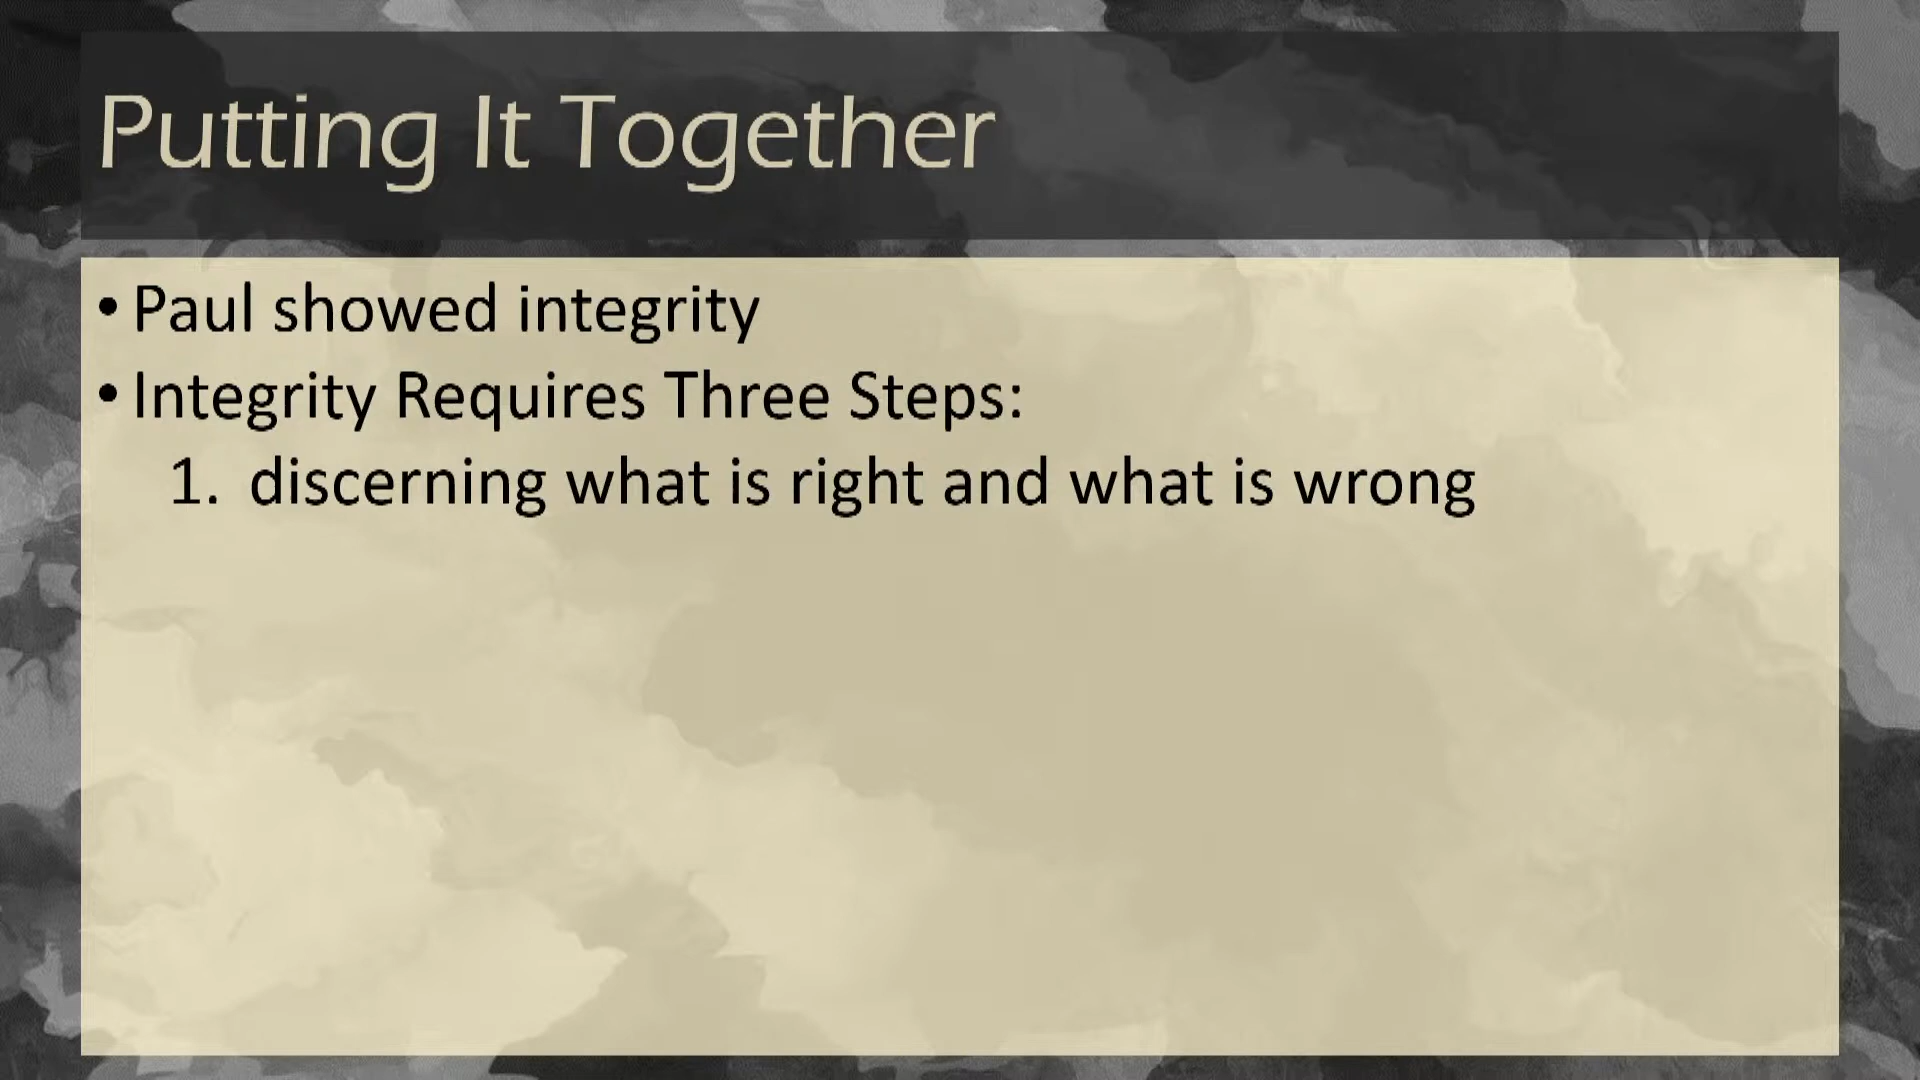 Putting It Together
• Paul showed integrity
• Integrity Requires Three Steps:
1. discerning what is right and what is wrong